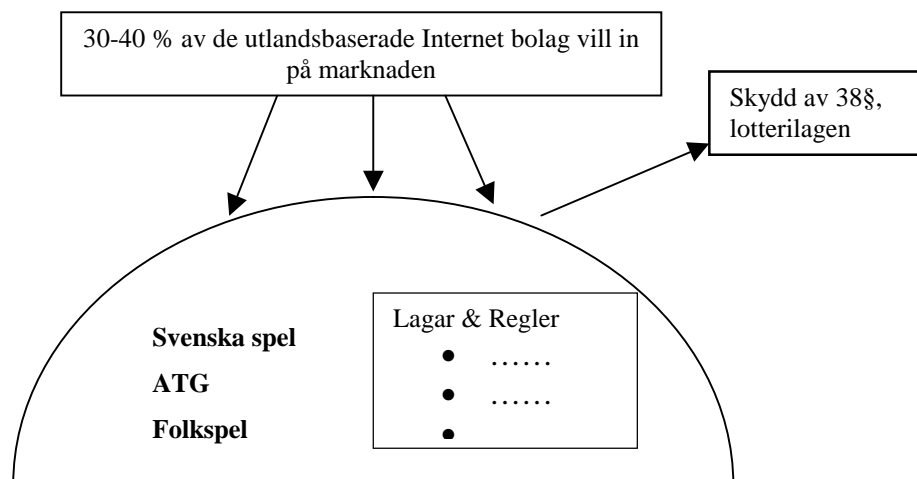 30-40 % av de utlandsbaserade Internet bolag vill in
på marknaden
Skydd av 38§,
lotterilagen
Svenska spel
ATG
Folkspel
Lagar & Regler
• ……
• ……
•